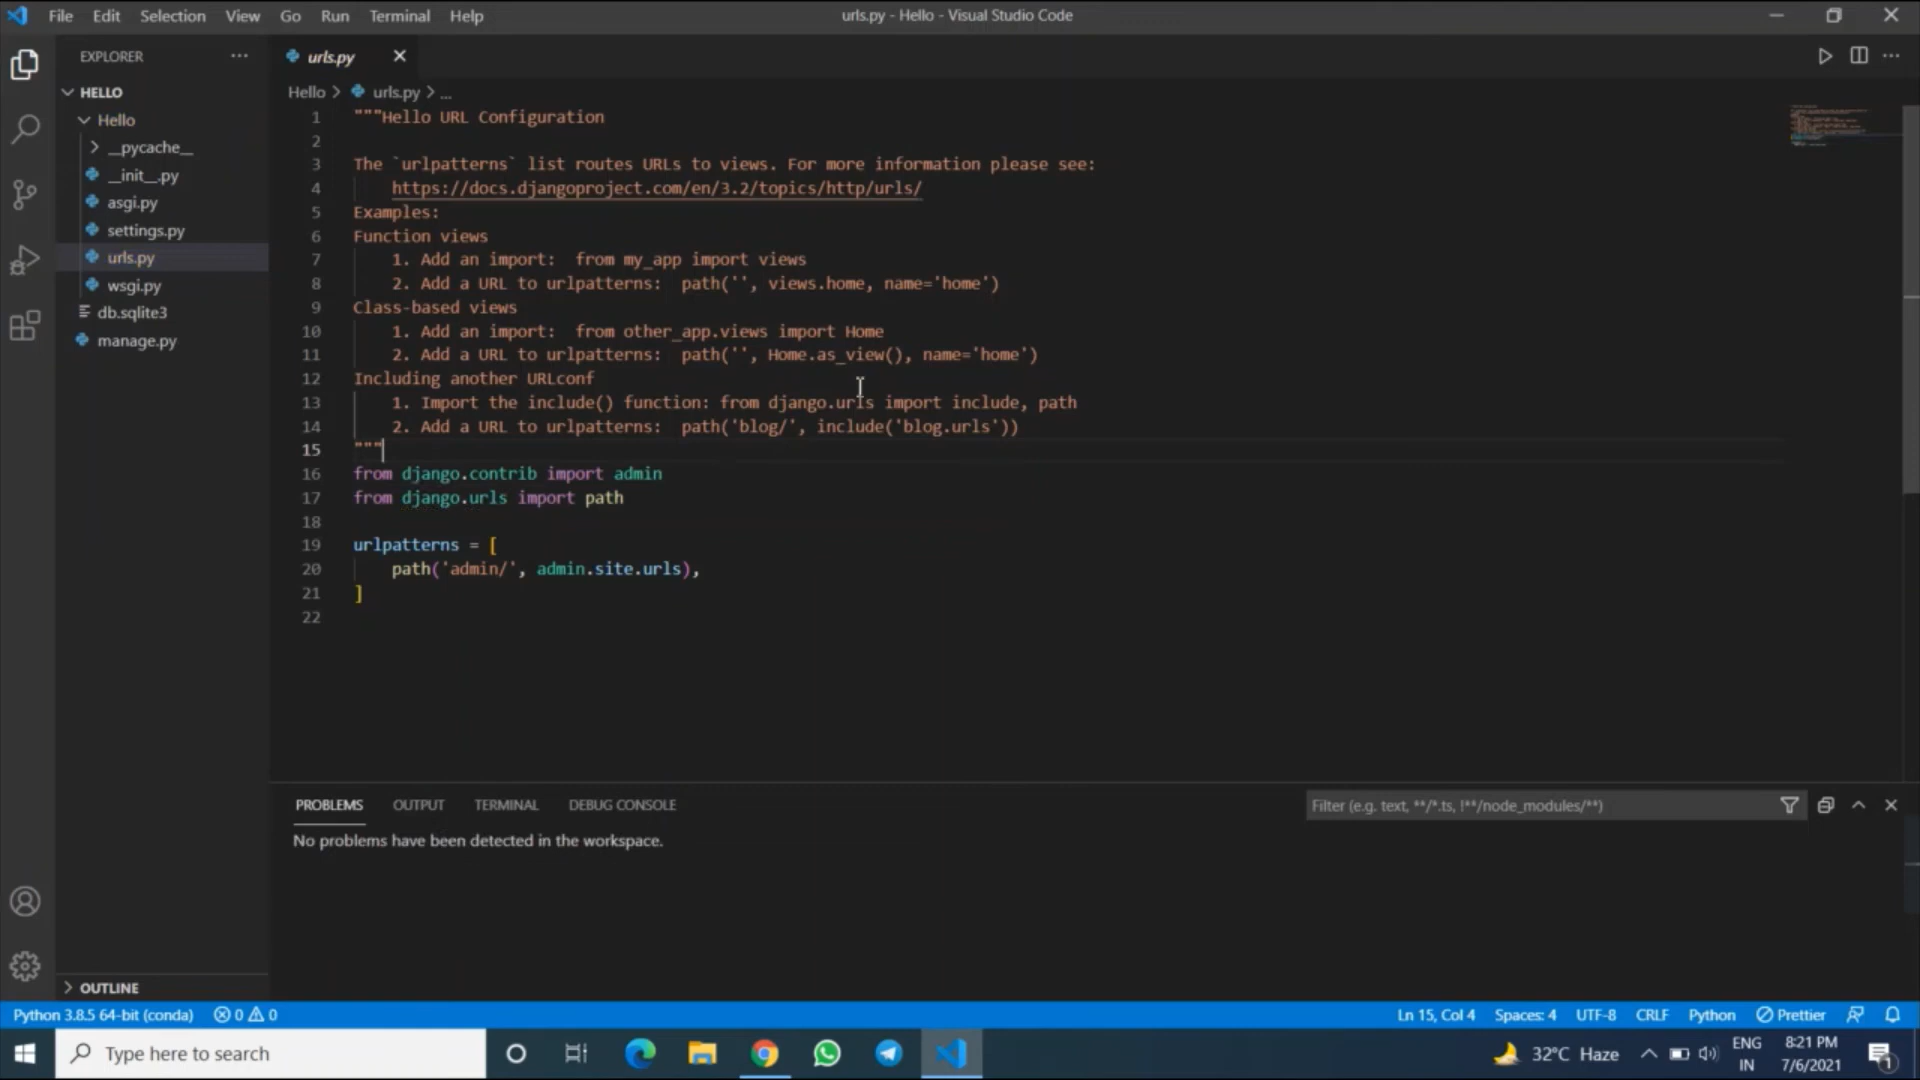 File Edit Selection View Go Run Terminal Help
urls.py - Hello - Visual Studio Code
EXPLORER
HELLO
Hello
__pycache__
__init__.py
asgi.py
settings.py
urls.py
wsgi.py
db.sqlite3
manage.py
OUTLINE
urls.py
Hello > urls.py > ...
1 """Hello URL Configuration
2
3 The `urlpatterns` list routes URLs to views. For more information please see:
4 https://docs.djangoproject.com/en/3.2/topics/http/urls/
5 Examples:
6 Function views
7 1. Add an import:  from my_app import views
8 2. Add a URL to urlpatterns:  path('', views.home, name='home')
9 Class-based views
10 1. Add an import:  from other_app.views import Home
11 2. Add a URL to urlpatterns:  path('', Home.as_view(), name='home')
12 Including another URLconf
13 1. Import the include() function: from django.urls import include, path
14 2. Add a URL to urlpatterns:  path('blog/', include('blog.urls'))
15 """
16 from django.contrib import admin
17 from django.urls import path
18
19 urlpatterns = [
20 path('admin/', admin.site.urls),
21 ]
22
PROBLEMS OUTPUT TERMINAL DEBUG CONSOLE
Filter (e.g. text, **/*.ts, !**/node_modules/**)
No problems have been detected in the workspace.
Python 3.8.5 64-bit (conda) 0 0
Ln 15, Col 4 Spaces: 4 UTF-8 CRLF Python Prettier
Type here to search
32°C Haze
ENG
IN
8:21 PM
7/6/2021
1